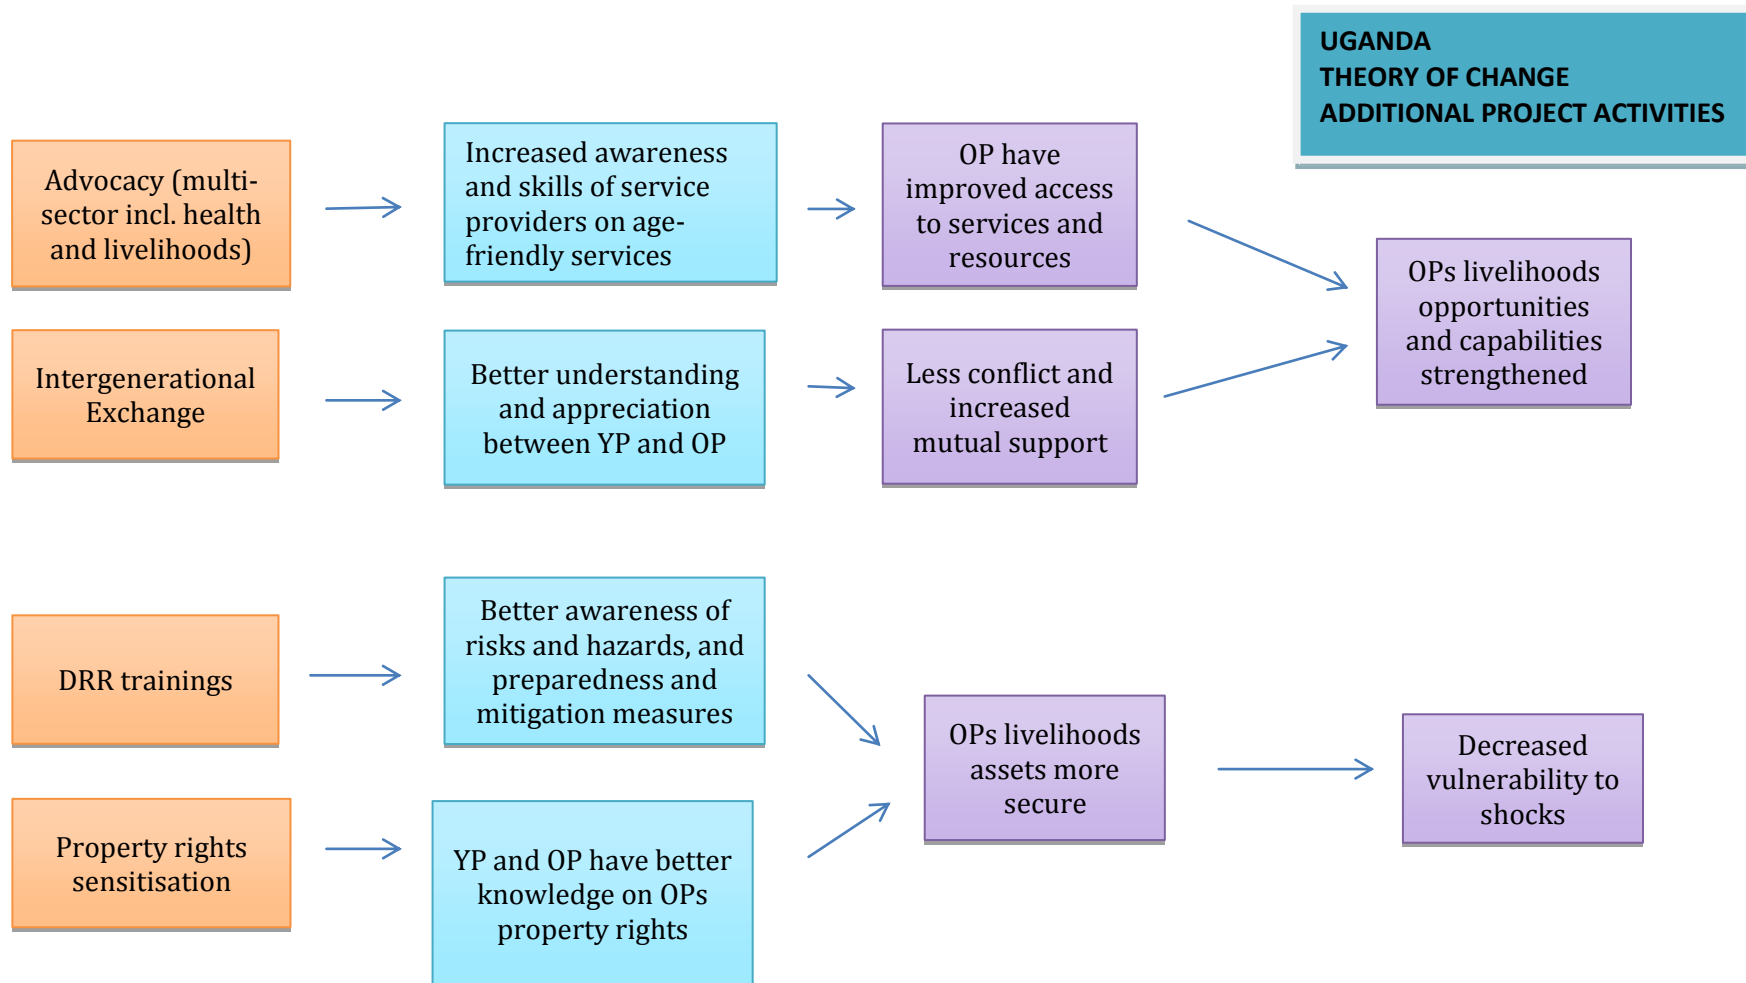 UGANDA
THEORY OF CHANGE
ADDITIONAL PROJECT ACTIVITIES
Advocacy (multi-
sector incl. health
and livelihoods)
Increased awareness
and skills of service
providers on age-
friendly services
OP have
improved access
to services and
resources
OPs livelihoods
opportunities
and capabilities
strengthened
Intergenerational
Exchange
Better understanding
and appreciation
between YP and OP
Less conflict and
increased
mutual support
DRR trainings
Better awareness of
risks and hazards, and
preparedness and
mitigation measures
OPs livelihoods
assets more
secure
Decreased
vulnerability to
shocks
Property rights
sensitisation
YP and OP have better
knowledge on OPs
property rights